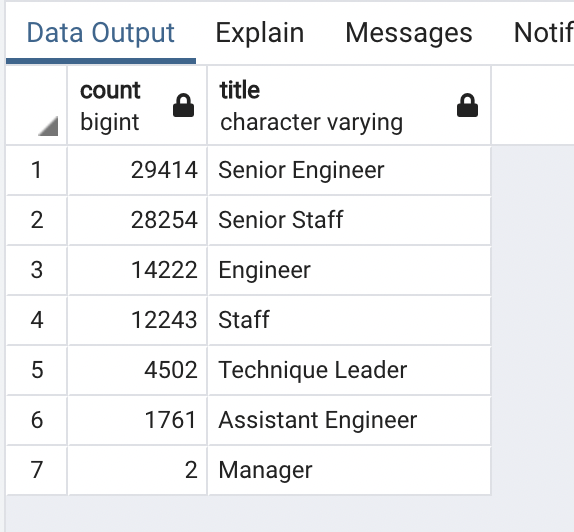 Data Output Explain Messages Notif
count title
bigint character varying
1 29414 Senior Engineer
2 28254 Senior Staff
3 14222 Engineer
4 12243 Staff
5 4502 Technique Leader
6 1761 Assistant Engineer
7 2 Manager